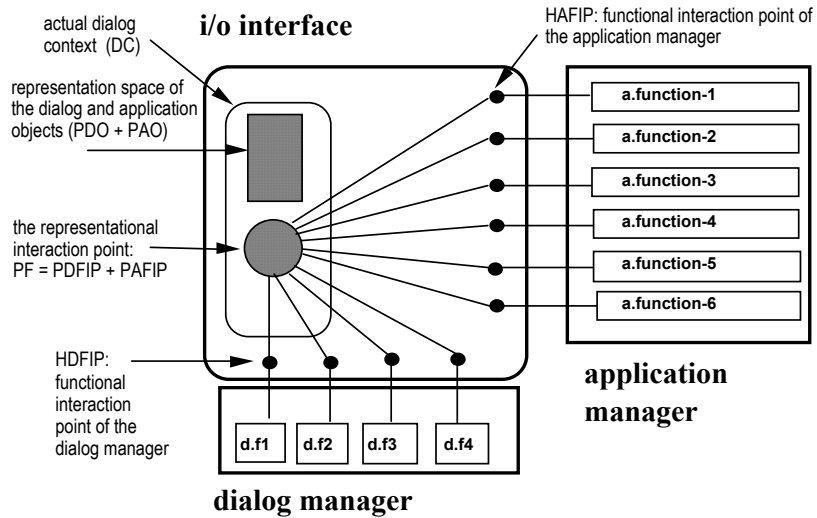 actual dialog
context  (DC)
i/o interface
HAFIP: functional interaction point of
the application manager
representation space of
the dialog and application
objects (PDO + PAO)
the representational
interaction point:
PF = PDFIP + PAFIP
HDFIP:
functional
interaction
point of the
dialog manager
a.function-1
a.function-2
a.function-3
a.function-4
a.function-5
a.function-6
application
manager
d.f1
d.f2
d.f3
d.f4
dialog manager